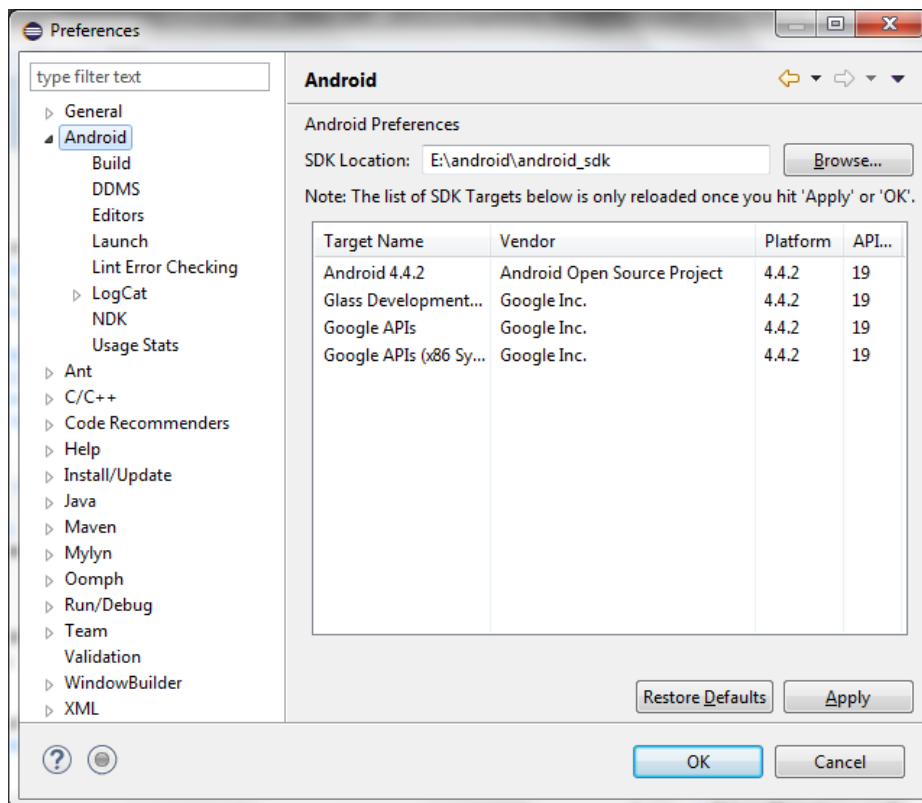 Preferences
type filter text
General
Android
Build
DDMS
Editors
Launch
Lint Error Checking
LogCat
NDK
Usage Stats
Ant
C/C++
Code Recommenders
Help
Install/Update
Java
Maven
Mylyn
Oomph
Run/Debug
Team
Validation
WindowBuilder
XML
Android
Android Preferences
SDK Location: E:\android\android_sdk Browse...
Note: The list of SDK Targets below is only reloaded once you hit 'Apply' or 'OK'.
Target Name Vendor Platform API...
Android 4.4.2 Android Open Source Project 4.4.2 19
Glass Development... Google Inc. 4.4.2 19
Google APIs Google Inc. 4.4.2 19
Google APIs (x86 Sy... Google Inc. 4.4.2 19
Restore Defaults Apply
OK Cancel